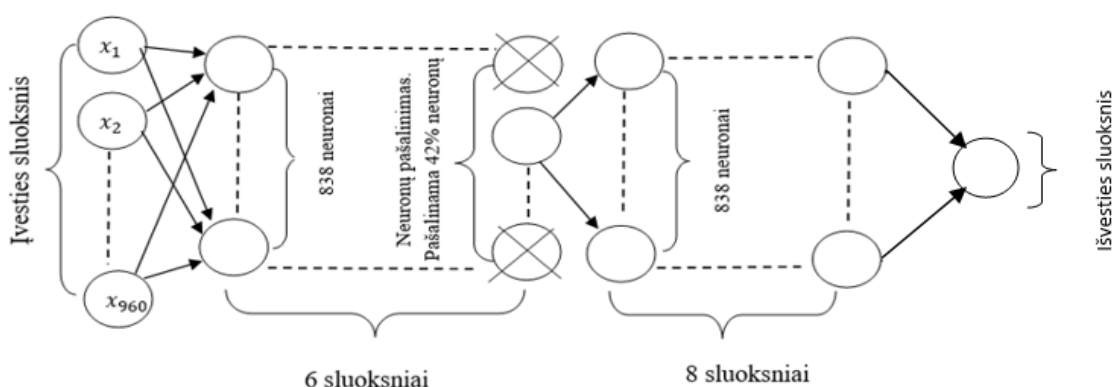 Įvesties sluoksnis
x₁
x₂
x₉₆₀
838 neuronai
Neuronų pašalinimas.
Pašalinama 42% neuronų
838 neuronai
Išvesties sluoksnis
6 sluoksniai
8 sluoksniai